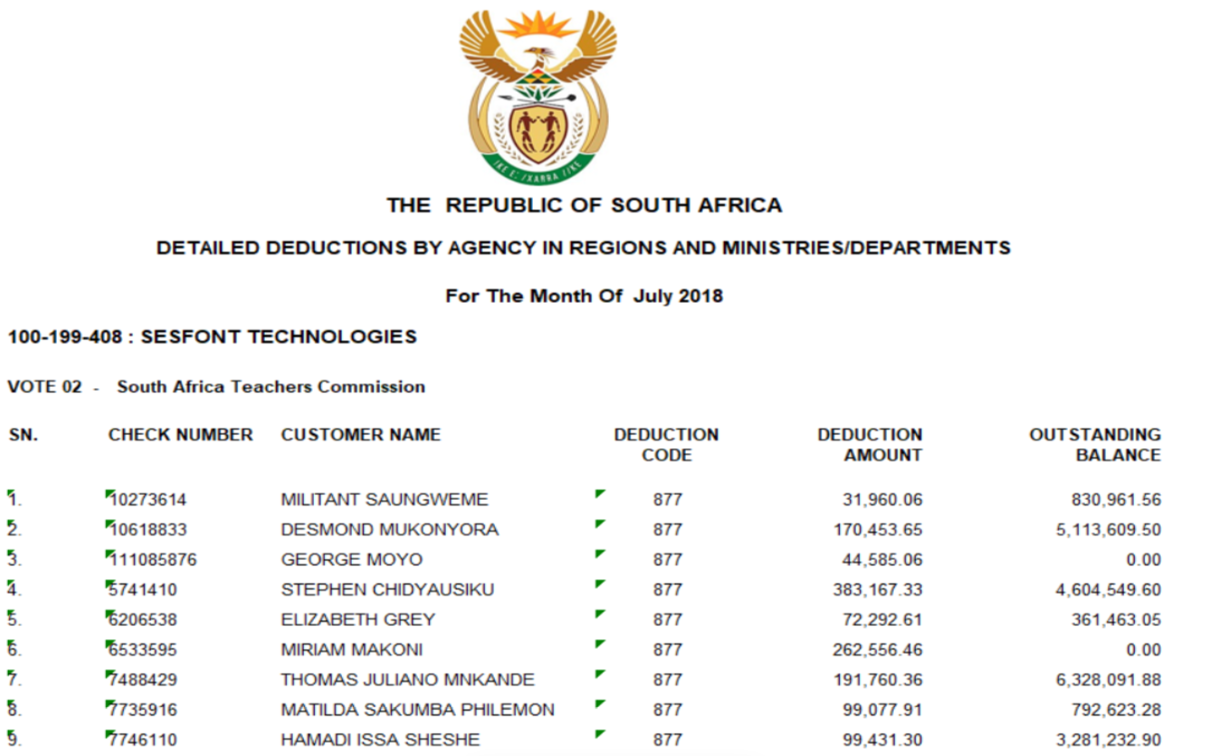 !KE E: /XARRA //KE
THE REPUBLIC OF SOUTH AFRICA
DETAILED DEDUCTIONS BY AGENCY IN REGIONS AND MINISTRIES/DEPARTMENTS
For The Month Of July 2018
100-199-408 : SESFONT TECHNOLOGIES
VOTE 02 - South Africa Teachers Commission
SN. CHECK NUMBER CUSTOMER NAME DEDUCTION CODE DEDUCTION AMOUNT OUTSTANDING BALANCE
1. 10273614 MILITANT SAUNGWEME 877 31,960.06 830,961.56
2. 10618833 DESMOND MUKONYORA 877 170,453.65 5,113,609.50
3. 111085876 GEORGE MOYO 877 44,585.06 0.00
4. 5741410 STEPHEN CHIDYAUSIKU 877 383,167.33 4,604,549.60
5. 6206538 ELIZABETH GREY 877 72,292.61 361,463.05
6. 6533595 MIRIAM MAKONI 877 262,556.46 0.00
7. 7488429 THOMAS JULIANO MNKANDE 877 191,760.36 6,328,091.88
8. 7735916 MATILDA SAKUMBA PHILEMON 877 99,077.91 792,623.28
9. 7746110 HAMADI ISSA SHESHE 877 99,431.30 3,281,232.90